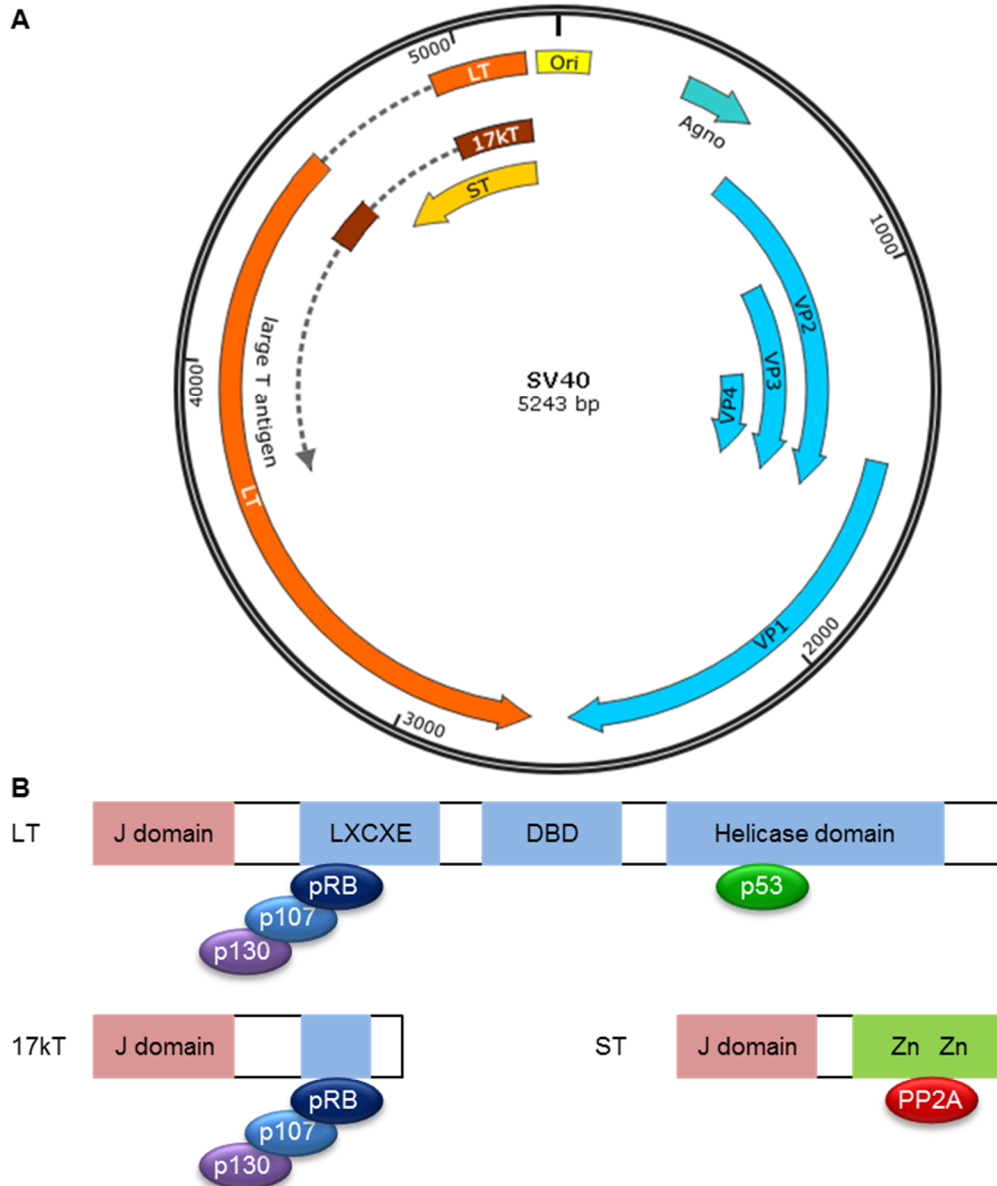 A
5000
LT
Ori
Agno
17kT
ST
1000
VP2
VP3
VP4
SV40
5243 bp
4000
large T antigen
LT
VP1
2000
3000
B
LT
J domain
LXCXE
DBD
Helicase domain
pRB
p107
p130
p53
17kT
J domain
pRB
p107
p130
ST
J domain
Zn Zn
PP2A